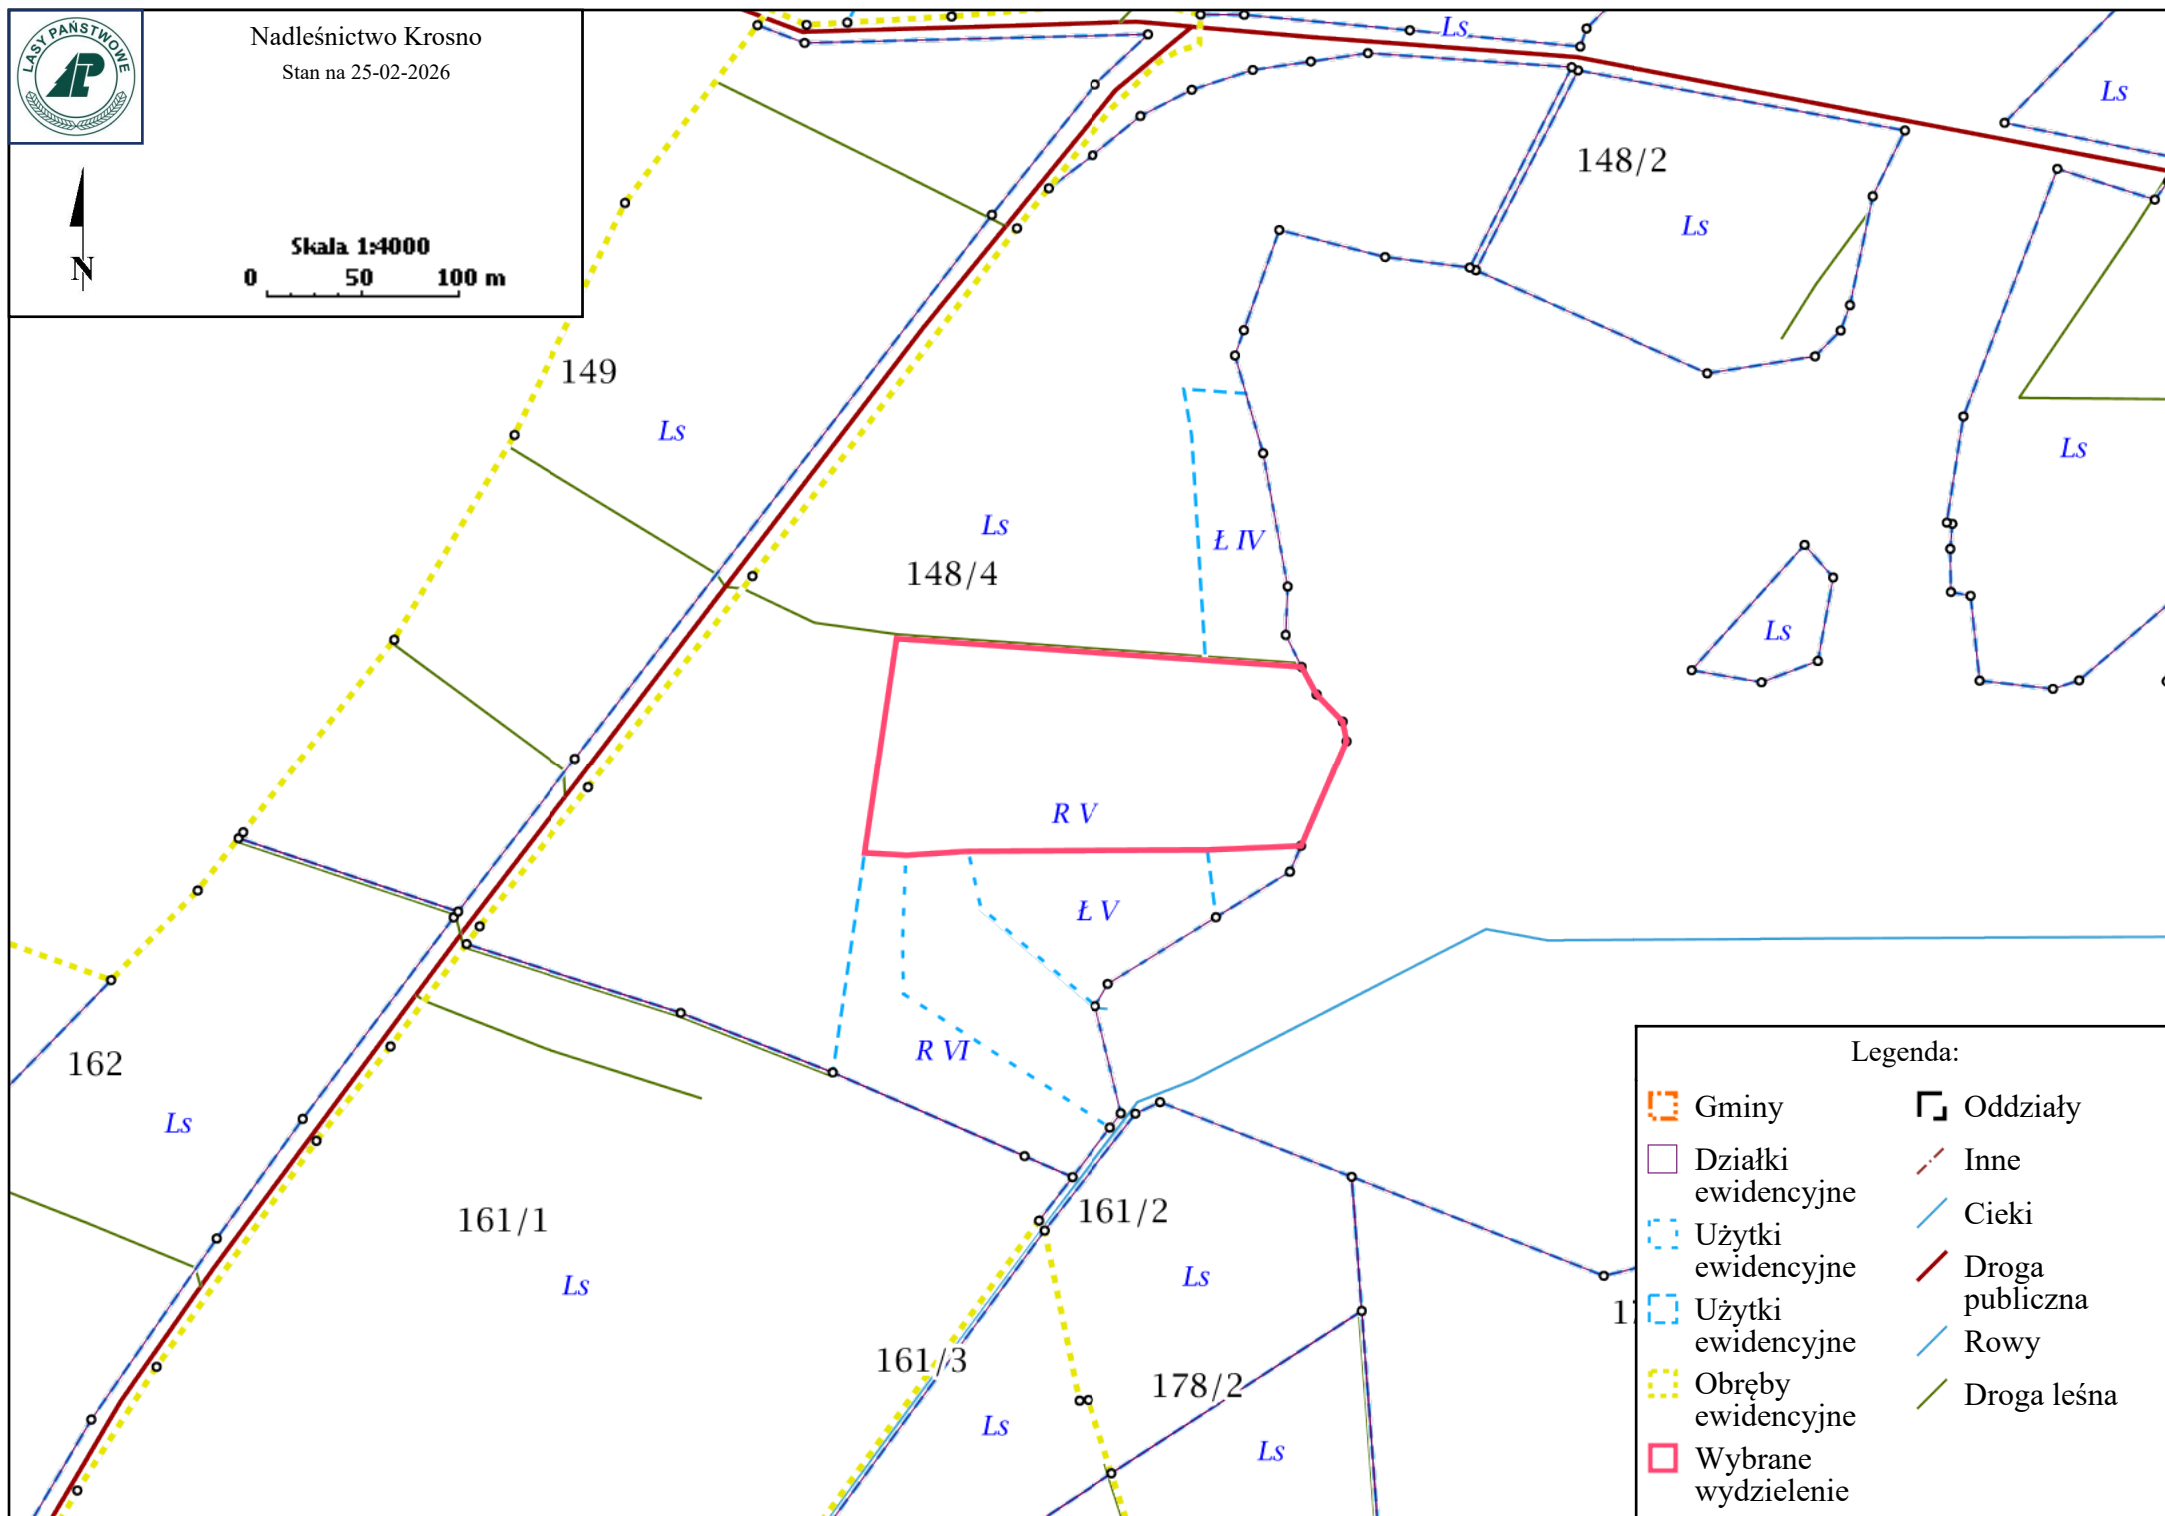 LASY PAŃSTWOWE
Nadleśnictwo Krosno
Stan na 25-02-2026
N
Skala 1:4000
0 50 100 m
Ls
Ls
148/2
Ls
149
Ls
Ls
Ls
Ł IV
148/4
Ls
R V
Ł V
R VI
162
Ls
161/1
Ls
161/2
Ls
161/3
178/2
Ls
Ls
Legenda:
Gminy
Działki
ewidencyjne
Użytki
ewidencyjne
Użytki
ewidencyjne
Obręby
ewidencyjne
Wybrane
wydzielenie
Oddziały
Inne
Cieki
Droga
publiczna
Rowy
Droga leśna